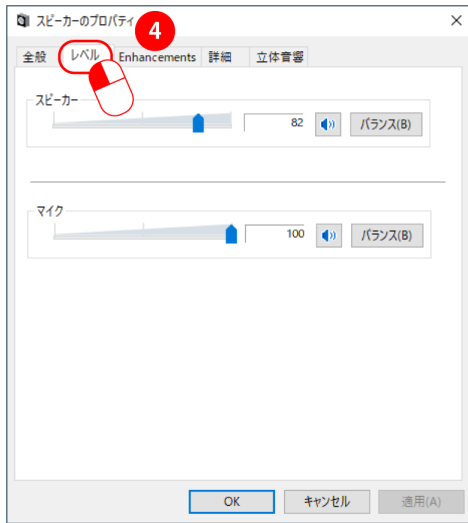 スピーカーのプロパティ
4
全般 レベル Enhancements 詳細 立体音響
スピーカー
82 バランス(B)
マイク
100 バランス(B)
OK キャンセル 適用(A)